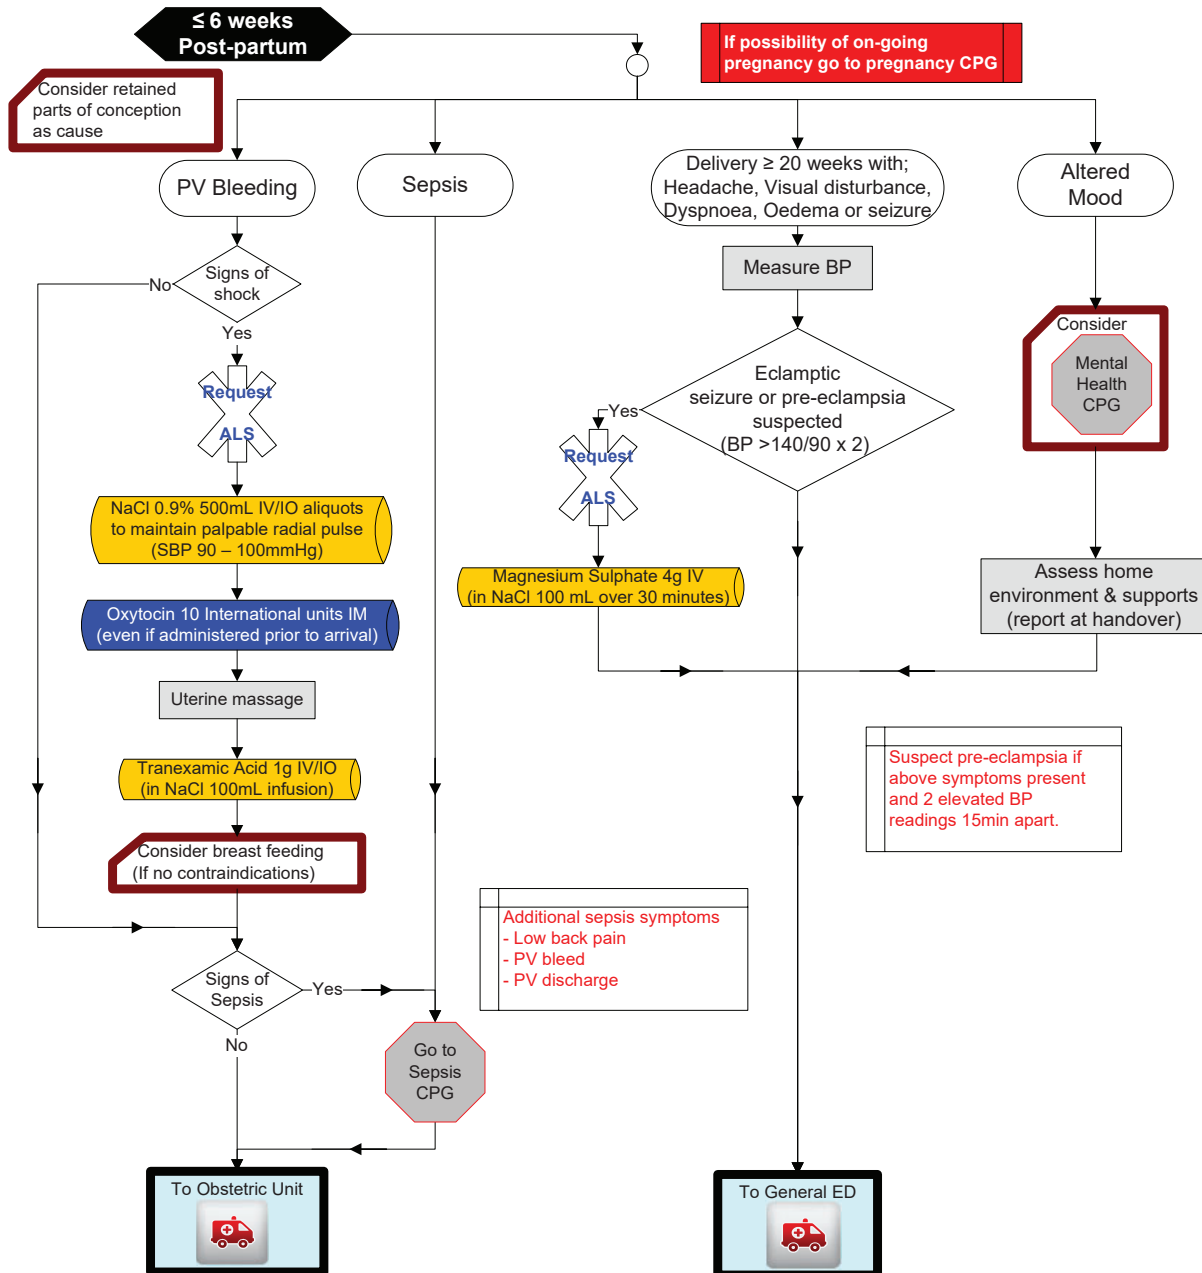 ≤ 6 weeks
Post-partum
If possibility of on-going
pregnancy go to pregnancy CPG
Consider retained
parts of conception
as cause
PV Bleeding
Sepsis
Delivery ≥ 20 weeks with;
Headache, Visual disturbance,
Dyspnoea, Oedema or seizure
Altered
Mood
Signs of
shock
No
Yes
Request
ALS
NaCl 0.9% 500mL IV/IO aliquots
to maintain palpable radial pulse
(SBP 90 – 100mmHg)
Oxytocin 10 International units IM
(even if administered prior to arrival)
Uterine massage
Tranexamic Acid 1g IV/IO
(in NaCl 100mL infusion)
Consider breast feeding
(If no contraindications)
Signs of
Sepsis
Yes
No
Go to
Sepsis
CPG
Additional sepsis symptoms
- Low back pain
- PV bleed
- PV discharge
To Obstetric Unit
Measure BP
Eclamptic
seizure or pre-eclampsia
suspected
(BP >140/90 x 2)
Yes
Request
ALS
Magnesium Sulphate 4g IV
(in NaCl 100 mL over 30 minutes)
Consider
Mental
Health
CPG
Assess home
environment & supports
(report at handover)
Suspect pre-eclampsia if
above symptoms present
and 2 elevated BP
readings 15min apart.
To General ED